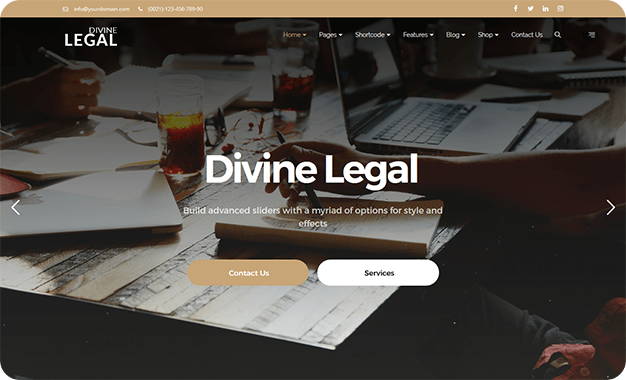 info@yourdomain.com (0021)-123-456-789-90
DIVINE
LEGAL
Home Pages Shortcode Features Blog Shop Contact Us
Divine Legal
Build advanced sliders with a myriad of options for style and
effects
Contact Us Services